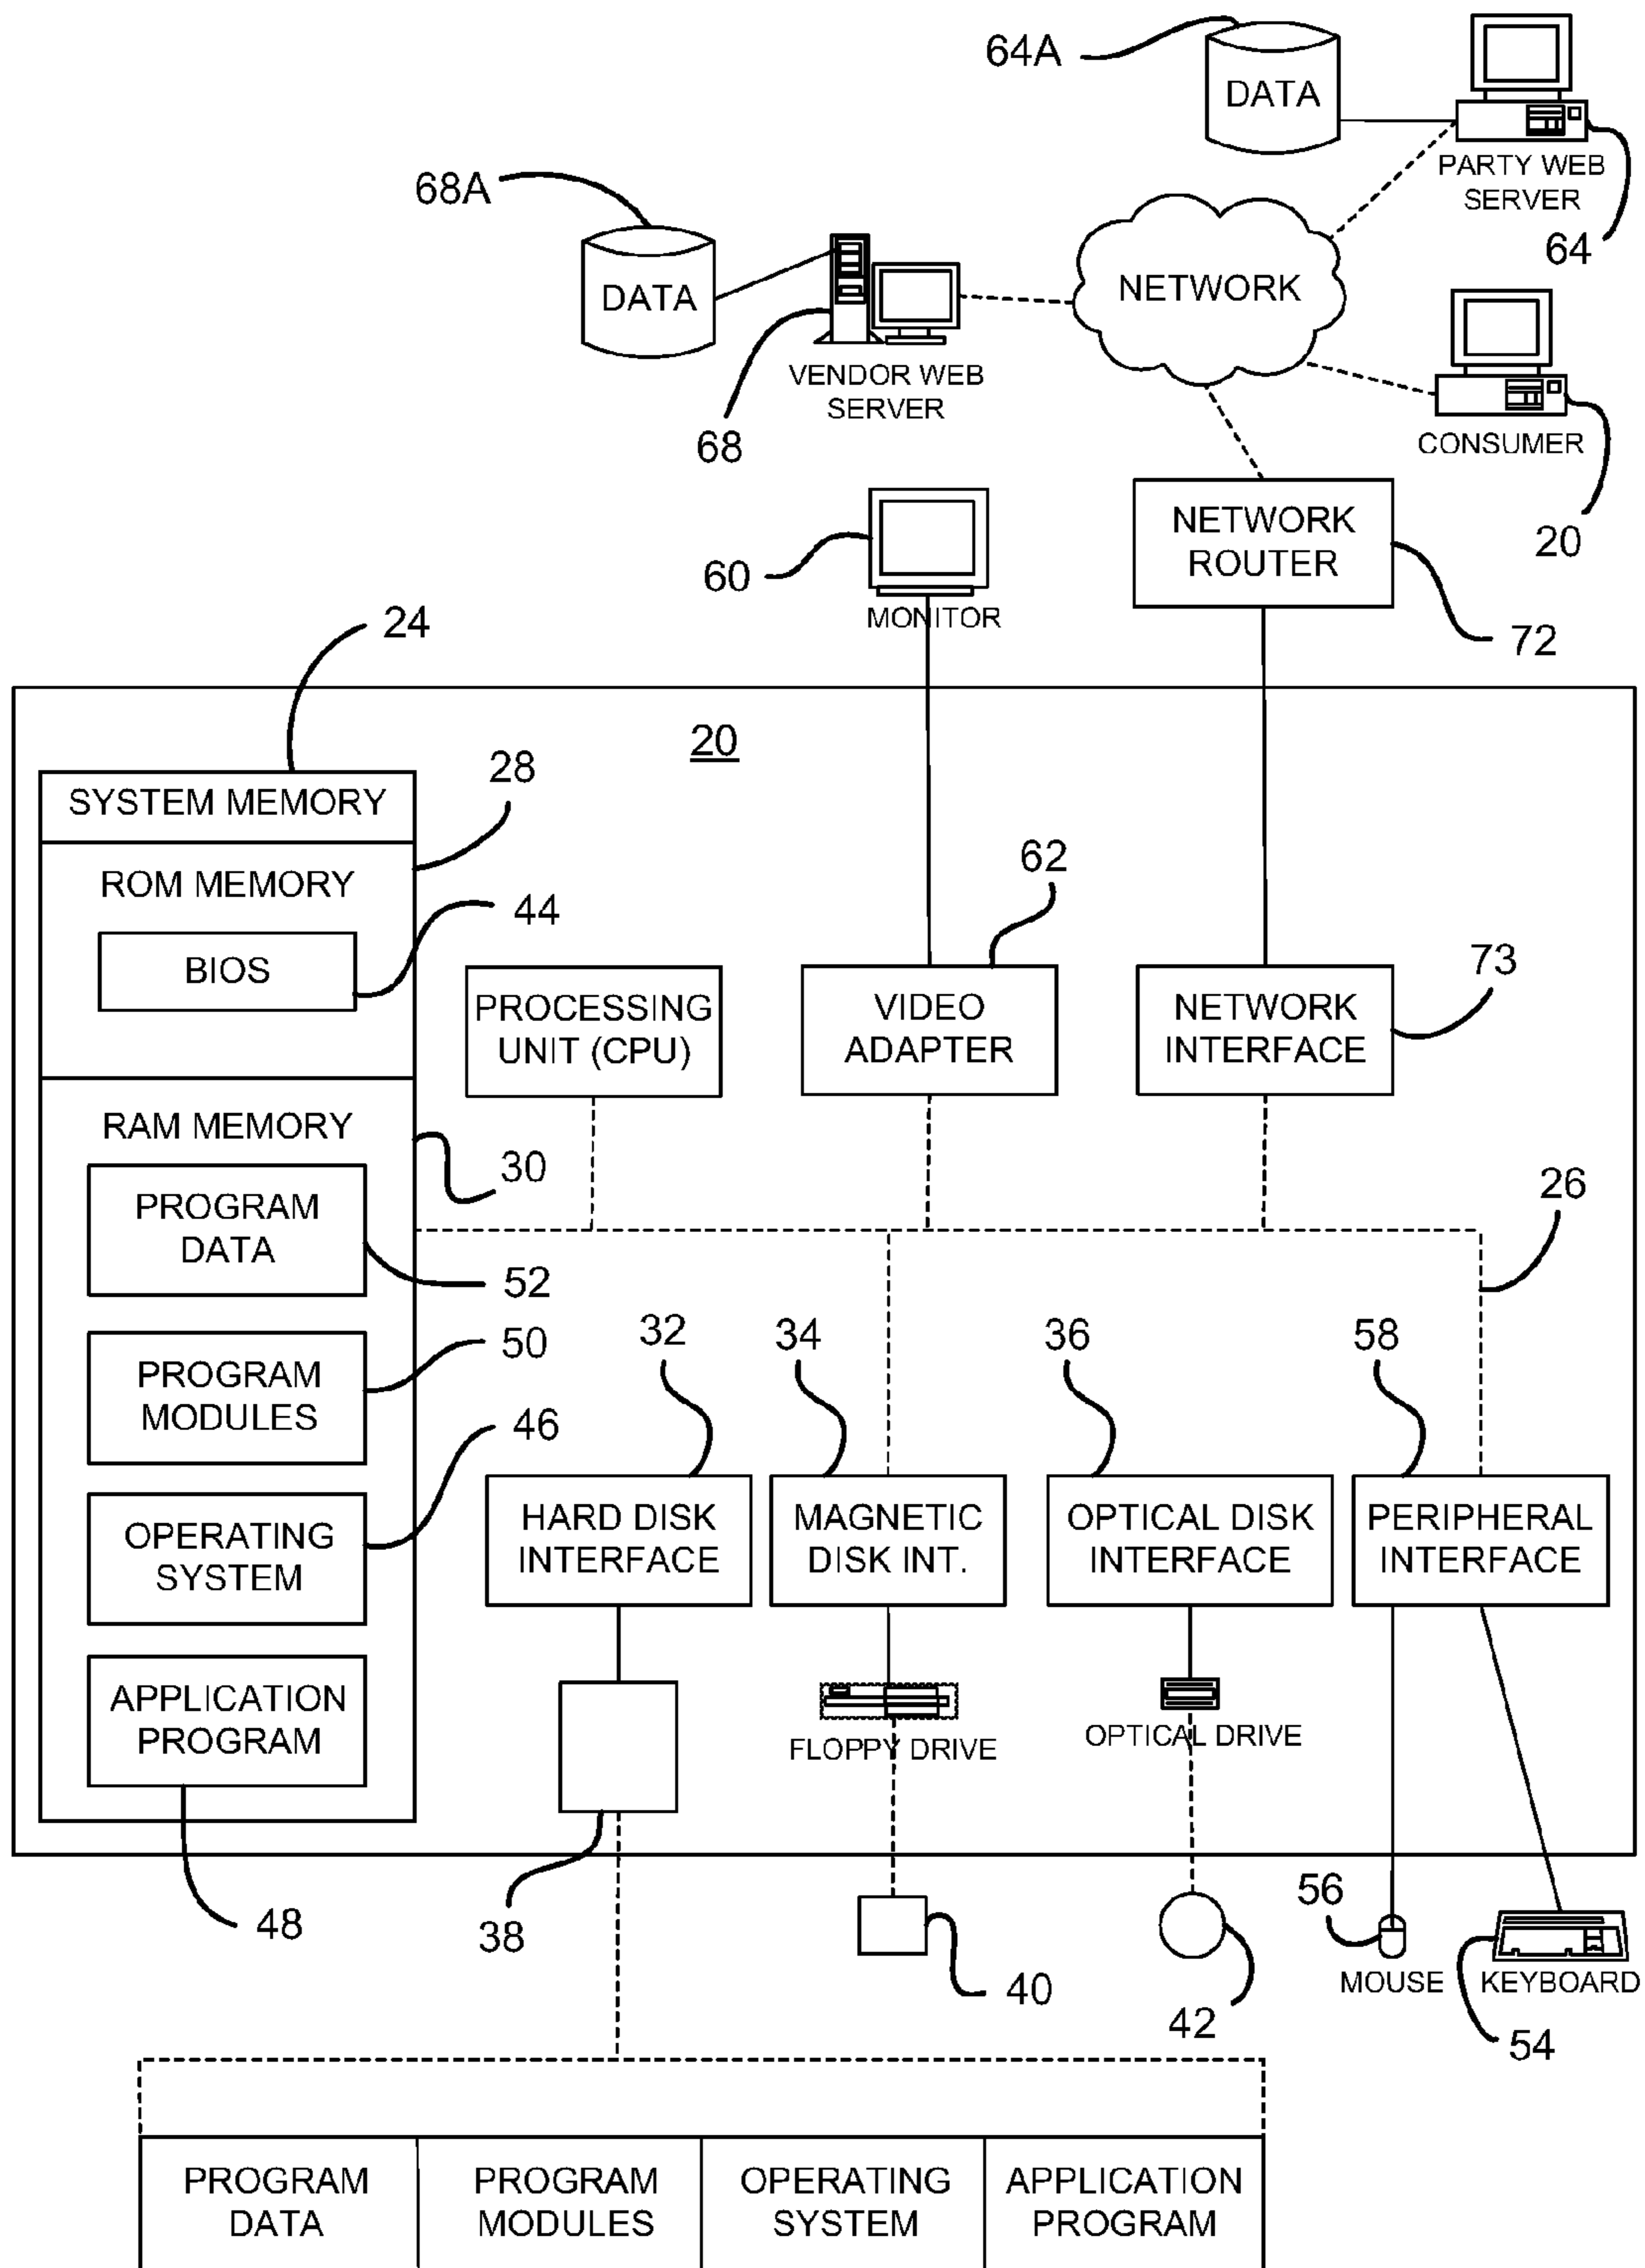 64A
DATA
PARTY WEB
SERVER
64
68A
DATA
68
VENDOR WEB
SERVER
NETWORK
CONSUMER
20
60
MONITOR
NETWORK
ROUTER
72
24
20
SYSTEM MEMORY
28
ROM MEMORY
44
BIOS
PROCESSING
UNIT (CPU)
62
VIDEO
ADAPTER
73
NETWORK
INTERFACE
RAM MEMORY
30
PROGRAM
DATA
52
26
PROGRAM
MODULES
50
OPERATING
SYSTEM
46
APPLICATION
PROGRAM
48
32
HARD DISK
INTERFACE
34
MAGNETIC
DISK INT.
36
OPTICAL DISK
INTERFACE
58
PERIPHERAL
INTERFACE
FLOPPY DRIVE
OPTICAL DRIVE
38
40
42
56
MOUSE
KEYBOARD
54
PROGRAM
DATA
PROGRAM
MODULES
OPERATING
SYSTEM
APPLICATION
PROGRAM